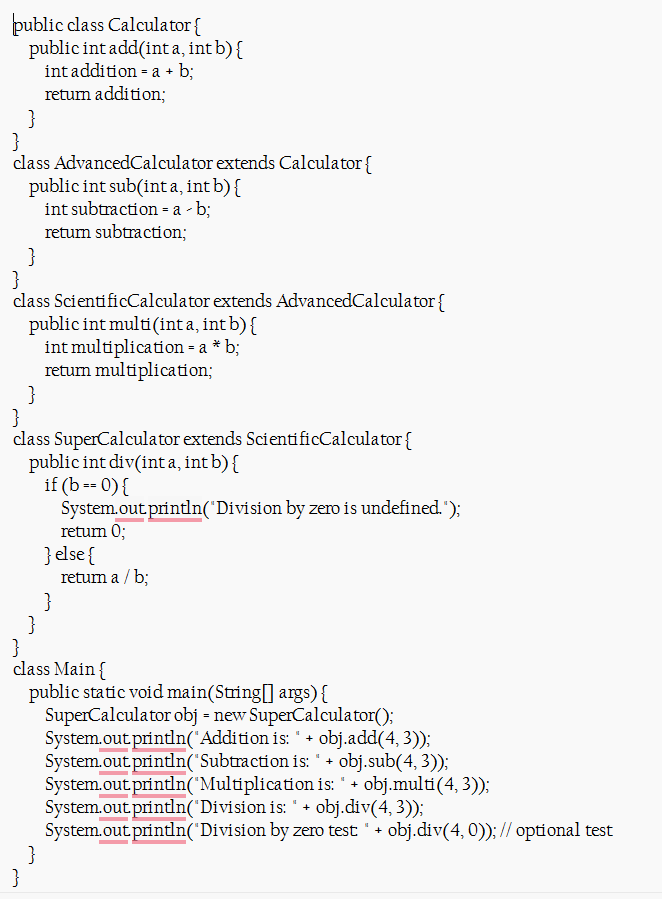 public class Calculator {
    public int add(int a, int b) {
        int addition = a + b;
        return addition;
    }
}
class AdvancedCalculator extends Calculator {
    public int sub(int a, int b) {
        int subtraction = a - b;
        return subtraction;
    }
}
class ScientificCalculator extends AdvancedCalculator {
    public int multi(int a, int b) {
        int multiplication = a * b;
        return multiplication;
    }
}
class SuperCalculator extends ScientificCalculator {
    public int div(int a, int b) {
        if (b == 0) {
            System.out.println("Division by zero is undefined.");
            return 0;
        } else {
            return a / b;
        }
    }
}
class Main {
    public static void main(String[] args) {
        SuperCalculator obj = new SuperCalculator();
        System.out.println("Addition is: " + obj.add(4, 3));
        System.out.println("Subtraction is: " + obj.sub(4, 3));
        System.out.println("Multiplication is: " + obj.multi(4, 3));
        System.out.println("Division is: " + obj.div(4, 3));
        System.out.println("Division by zero test: " + obj.div(4, 0)); // optional test
    }
}